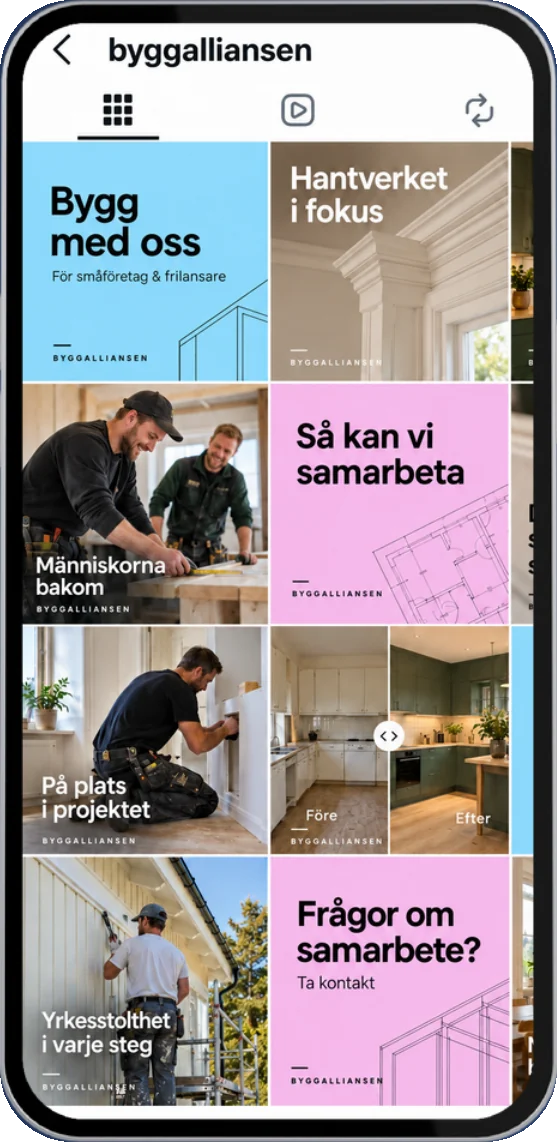 byggalliansen
Bygg
med oss
För småföretag & frilansare
BYGGALLIANSEN
Hantverket
i fokus
BYGGALLIANSEN
Människorna
bakom
BYGGALLIANSEN
Så kan vi
samarbeta
BYGGALLIANSEN
På plats
i projektet
BYGGALLIANSEN
Före
BYGGALLIANSEN
Efter
Yrkesstolthet
i varje steg
BYGGALLIANSEN
Frågor om
samarbete?
Ta kontakt
BYGGALLIANSEN